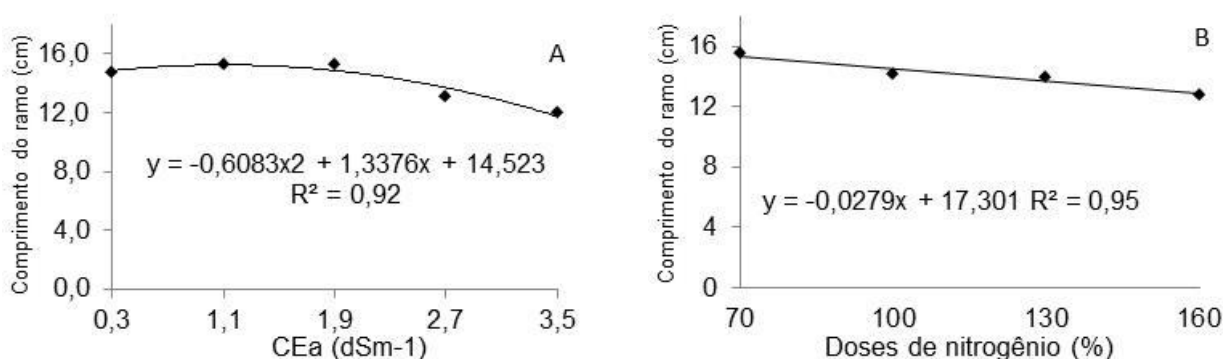 Comprimento do ramo (cm)
16,0
12,0
8,0
4,0
0,0
A
y = -0,6083x2 + 1,3376x + 14,523
R² = 0,92
0,3 1,1 1,9 2,7 3,5
CEa (dSm-1)
Comprimento do ramo (cm)
16
12
8
4
0
B
y = -0,0279x + 17,301 R² = 0,95
70 100 130 160
Doses de nitrogênio (%)